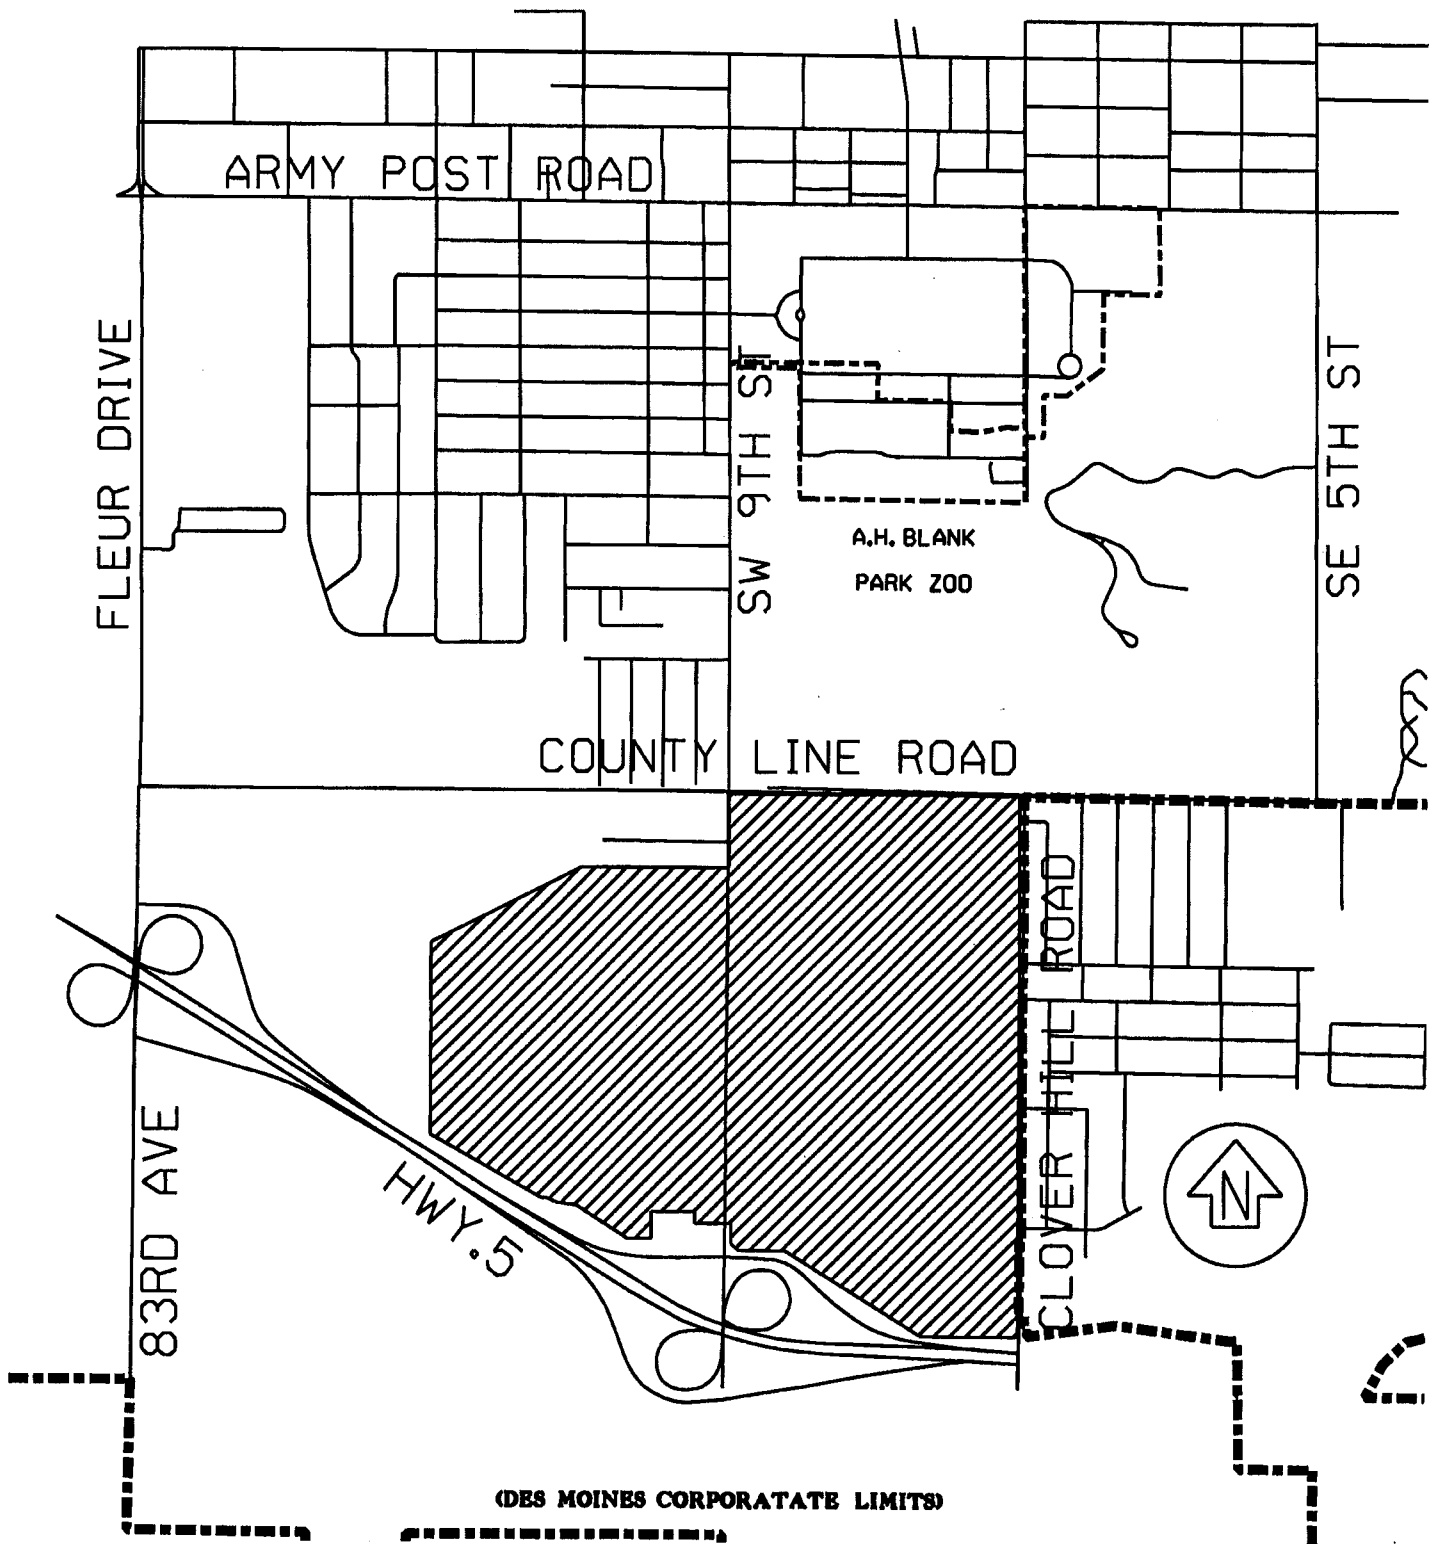 ARMY POST ROAD
FLEUR DRIVE
SW 9TH ST
SE 5TH ST
A.H. BLANK
PARK ZOO
COUNTY LINE ROAD
CLOVER HILL ROAD
83RD AVE
HWY.5
N
(DES MOINES CORPORATATE LIMITS)